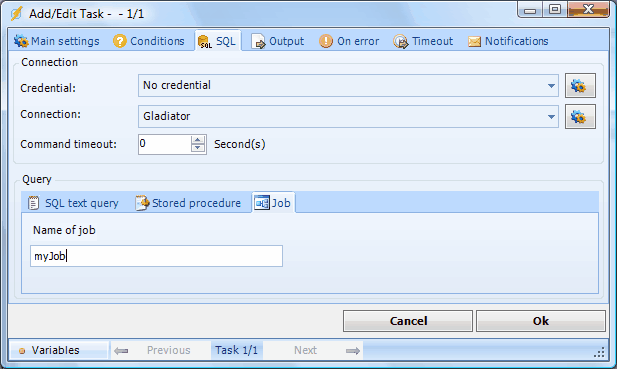 Add/Edit Task - - 1/1
Main settings Conditions SQL Output On error Timeout Notifications
Connection
Credential: No credential
Connection: Gladiator
Command timeout: 0 Second(s)
Query
SQL text query Stored procedure Job
Name of job
myJob
Cancel Ok
Variables Previous Task 1/1 Next